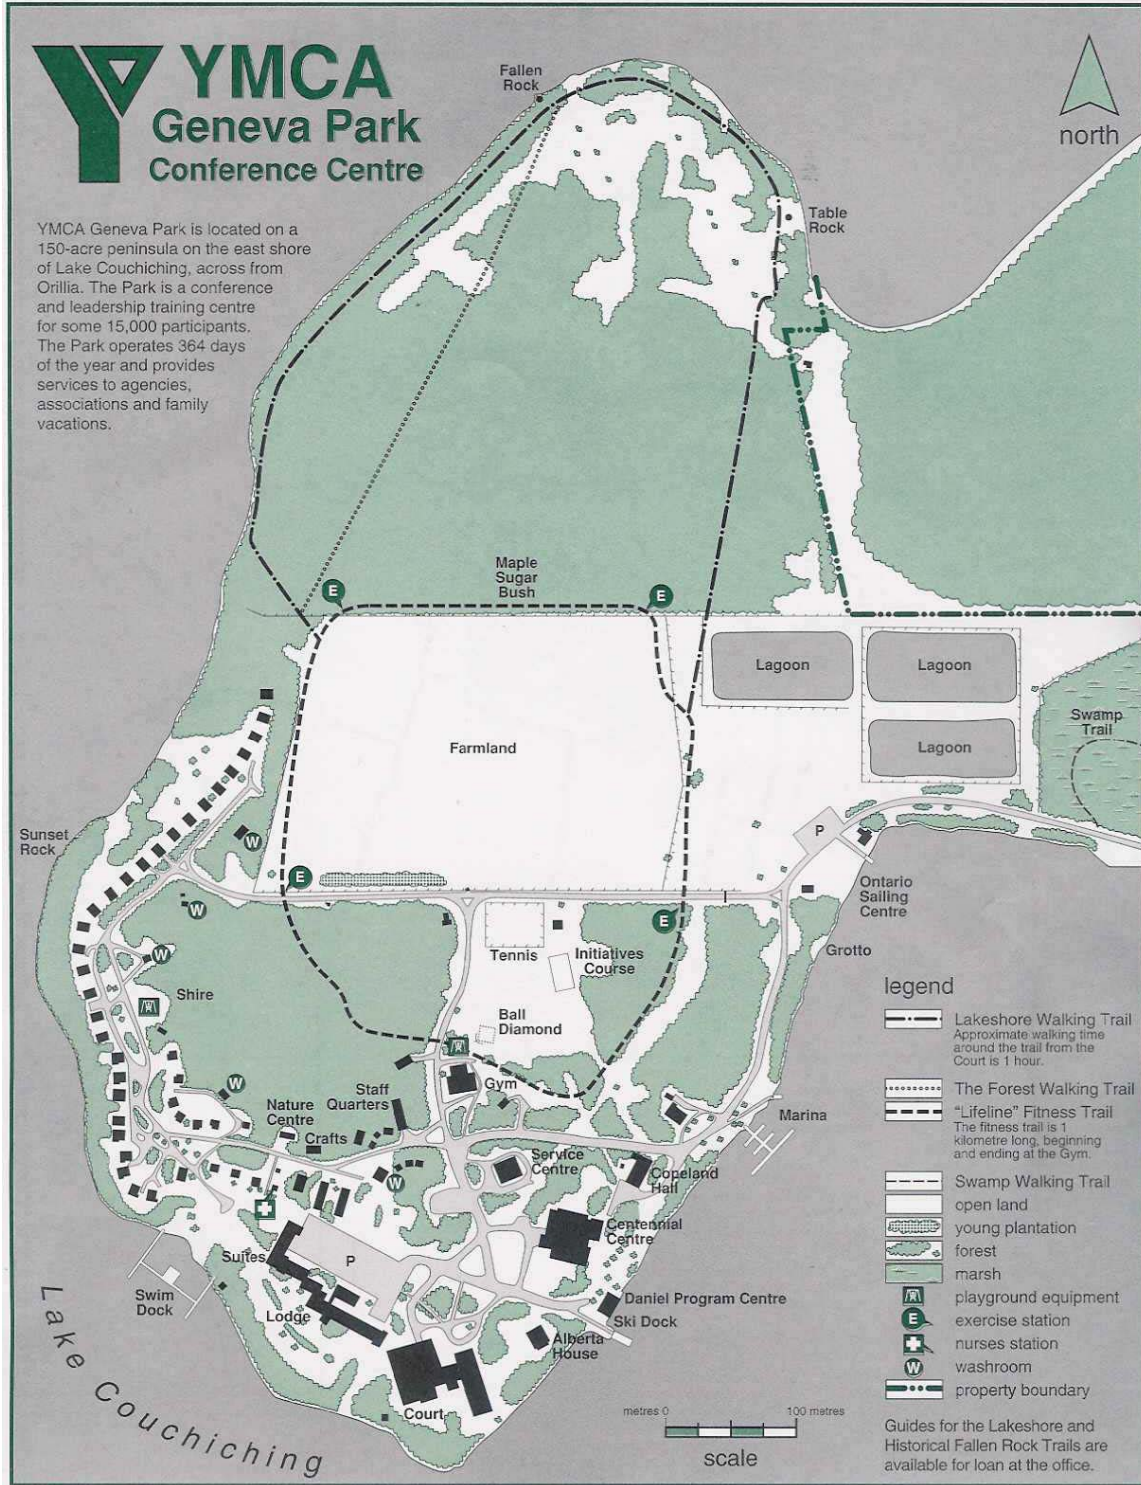 YMCA
Geneva Park
Conference Centre
YMCA Geneva Park is located on a
150-acre peninsula on the east shore
of Lake Couchiching, across from
Orillia. The Park is a conference
and leadership training centre
for some 15,000 participants.
The Park operates 364 days
of the year and provides
services to agencies,
associations and family
vacations.
Fallen
Rock
north
Table
Rock
Maple
Sugar
Bush
E
E
Lagoon
Lagoon
Lagoon
Farmland
Swamp
Trail
Sunset
Rock
W
P
E
W
Ontario
Sailing
Centre
E
Tennis
Initiatives
Course
Grotto
W
Shire
Ball
Diamond
Gym
W
Staff
Quarters
Nature
Centre
Crafts
Marina
Service
Centre
W
Copeland
Hall
Centennial
Centre
Suites
P
Swim
Dock
Lodge
Daniel Program Centre
Ski Dock
Alberta
House
Court
Lake Couchiching
legend
Lakeshore Walking Trail
Approximate walking time
around the trail from the
Court is 1 hour.
The Forest Walking Trail
"Lifeline" Fitness Trail
The fitness trail is 1
kilometre long, beginning
and ending at the Gym.
Swamp Walking Trail
open land
young plantation
forest
marsh
playground equipment
E exercise station
nurses station
W washroom
property boundary
metres 0 100 metres
scale
Guides for the Lakeshore and
Historical Fallen Rock Trails are
available for loan at the office.